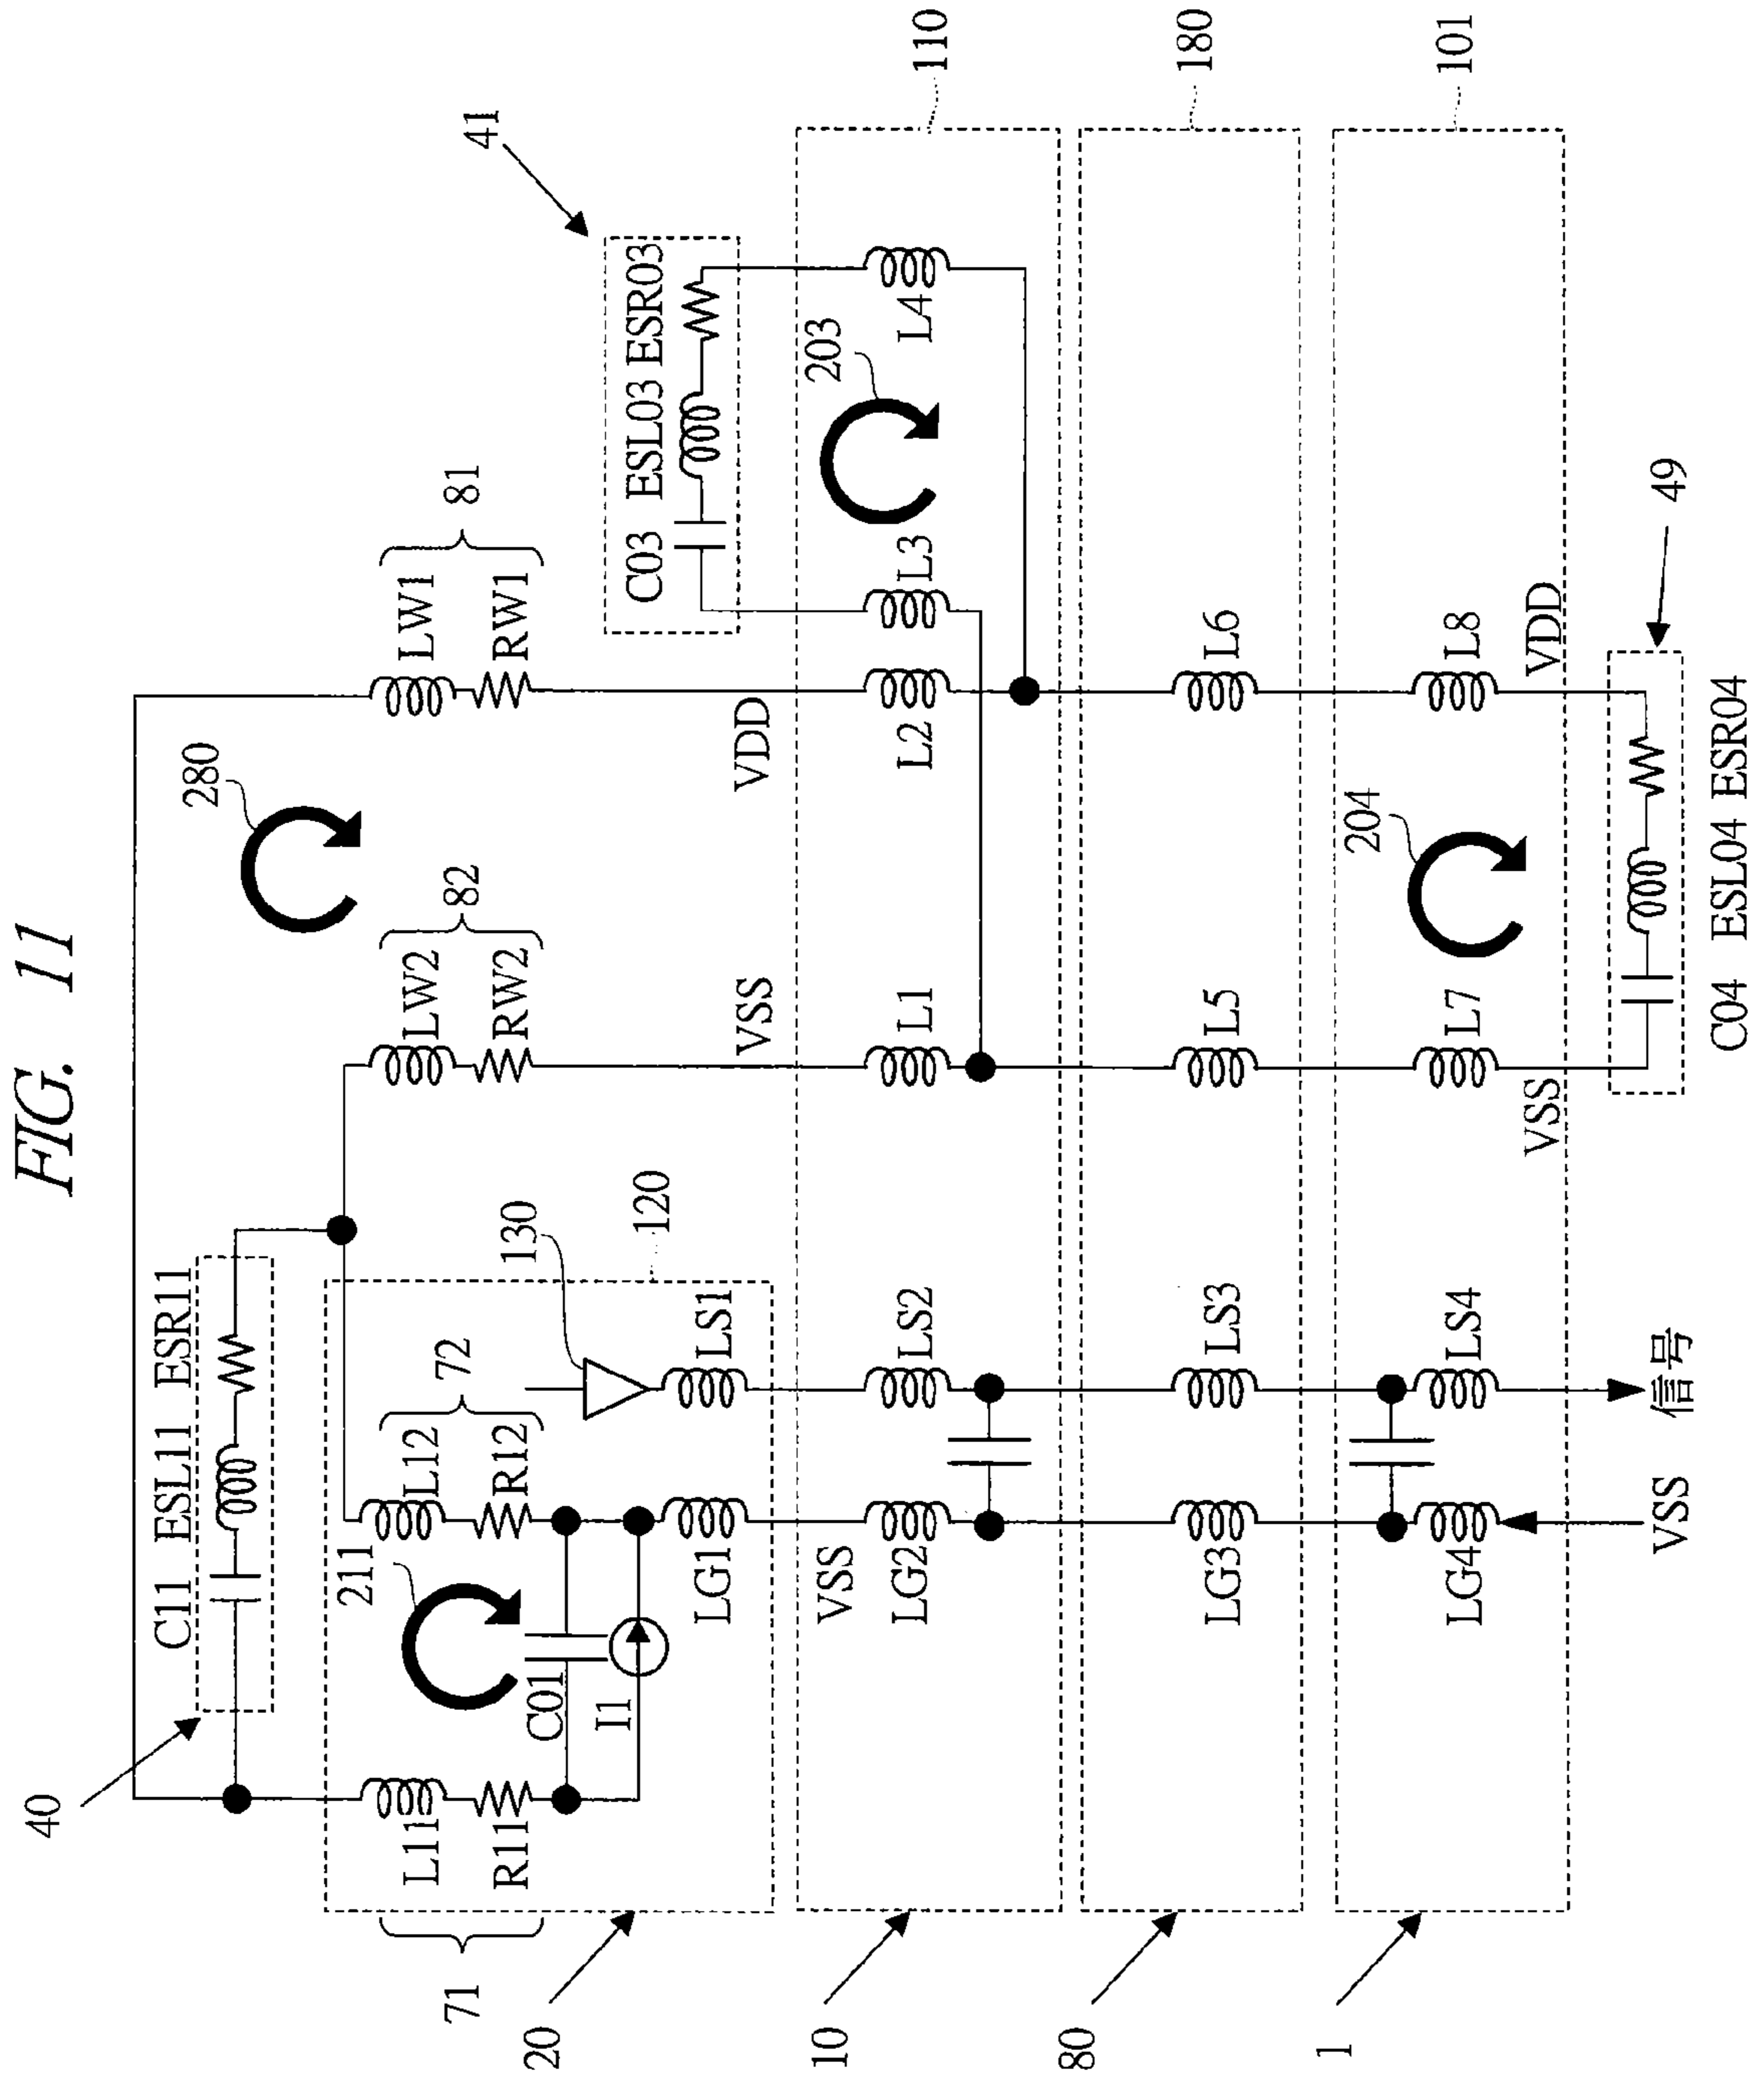 FIG. 11
280
40
C11 ESL11 ESR11
LW2
RW2
82
LW1
RW1
81
41
C03 ESL03 ESR03
71
L11
R11
211
L12
R12
72
C01
I1
130
120
LG1
LS1
20
VSS
VDD
203
110
VSS
LG2
LS2
L1
L2
L3
L4
10
180
LG3
LS3
L5
L6
80
101
LG4
LS4
L7
L8
204
1
VSS
VDD
VSS
信号
49
C04 ESL04 ESR04